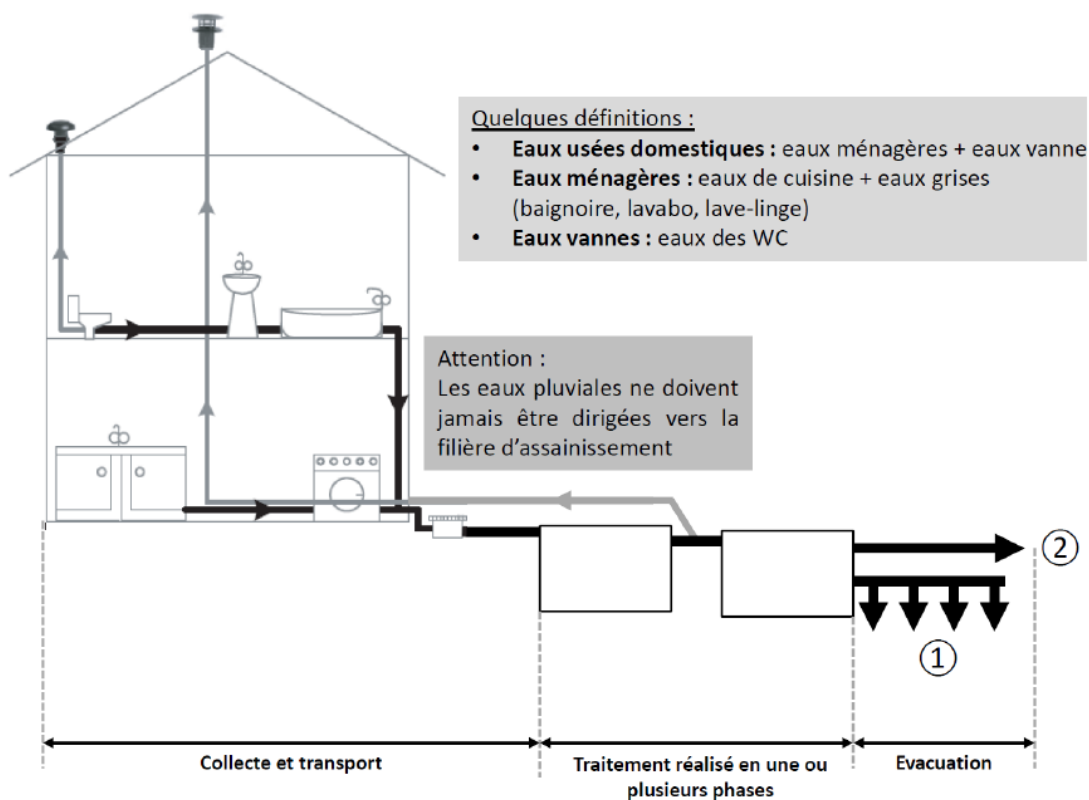 Quelques définitions :
• Eaux usées domestiques : eaux ménagères + eaux vanne
• Eaux ménagères : eaux de cuisine + eaux grises
(baignoire, lavabo, lave-linge)
• Eaux vannes : eaux des WC
Attention :
Les eaux pluviales ne doivent
jamais être dirigées vers la
filière d'assainissement
②
①
Collecte et transport
Traitement réalisé en une ou
plusieurs phases
Evacuation